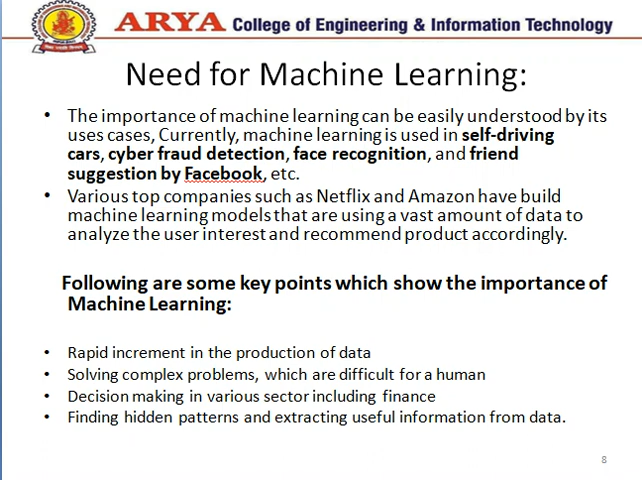 ARYA College of Engineering & Information Technology
Need for Machine Learning:
• The importance of machine learning can be easily understood by its
uses cases, Currently, machine learning is used in self-driving
cars, cyber fraud detection, face recognition, and friend
suggestion by Facebook, etc.
• Various top companies such as Netflix and Amazon have build
machine learning models that are using a vast amount of data to
analyze the user interest and recommend product accordingly.
Following are some key points which show the importance of
Machine Learning:
• Rapid increment in the production of data
• Solving complex problems, which are difficult for a human
• Decision making in various sector including finance
• Finding hidden patterns and extracting useful information from data.
8